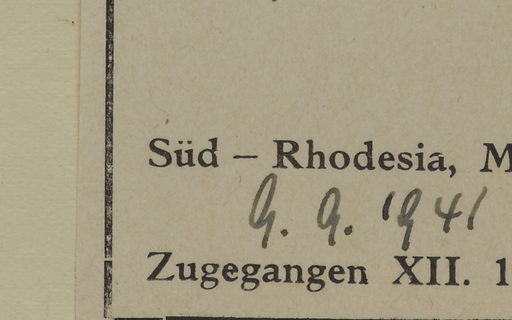 Süd – Rhodesia, M
9. 9. 1941
Zugegangen XII. 1